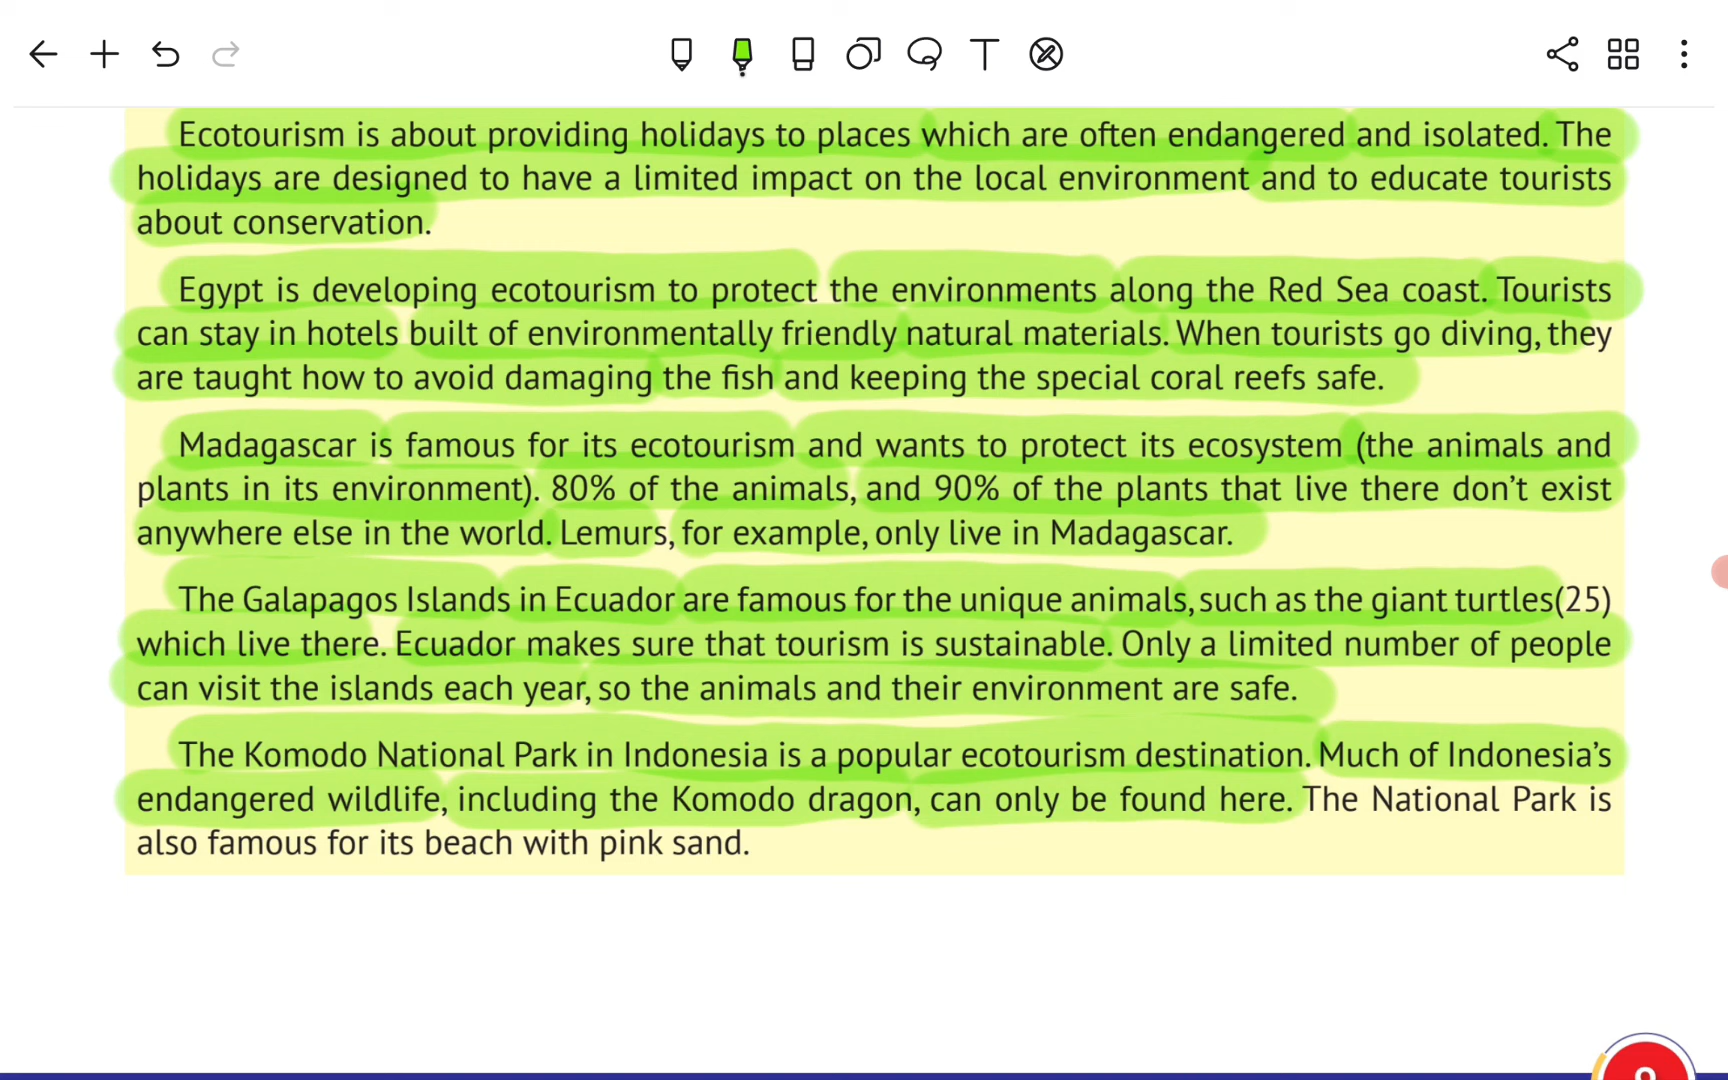 Ecotourism is about providing holidays to places which are often endangered and isolated. The
holidays are designed to have a limited impact on the local environment and to educate tourists
about conservation.
Egypt is developing ecotourism to protect the environments along the Red Sea coast. Tourists
can stay in hotels built of environmentally friendly natural materials. When tourists go diving, they
are taught how to avoid damaging the fish and keeping the special coral reefs safe.
Madagascar is famous for its ecotourism and wants to protect its ecosystem (the animals and
plants in its environment). 80% of the animals, and 90% of the plants that live there don't exist
anywhere else in the world. Lemurs, for example, only live in Madagascar.
The Galapagos Islands in Ecuador are famous for the unique animals, such as the giant turtles(25)
which live there. Ecuador makes sure that tourism is sustainable. Only a limited number of people
can visit the islands each year, so the animals and their environment are safe.
The Komodo National Park in Indonesia is a popular ecotourism destination. Much of Indonesia's
endangered wildlife, including the Komodo dragon, can only be found here. The National Park is
also famous for its beach with pink sand.